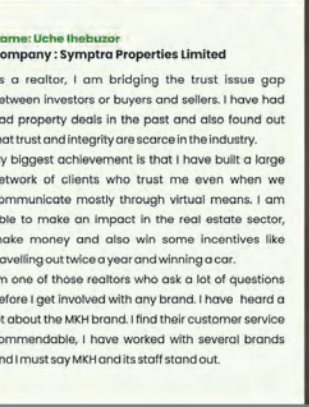 ame: Uche Ihebuzor
ompany : Symptra Properties Limited
s a realtor, I am bridging the trust issue gap
etween investors or buyers and sellers. I have had
ad property deals in the past and also found out
at trust and integrity are scarce in the industry.
y biggest achievement is that I have built a large
etwork of clients who trust me even when we
ommunicate mostly through virtual means. I am
ble to make an impact in the real estate sector,
ake money and also win some incentives like
avelling out twice a year and winning a car.
m one of those realtors who ask a lot of questions
efore I get involved with any brand. I have heard a
t about the MKH brand. I find their customer service
ommendable, I have worked with several brands
nd I must say MKH and its staff stand out.